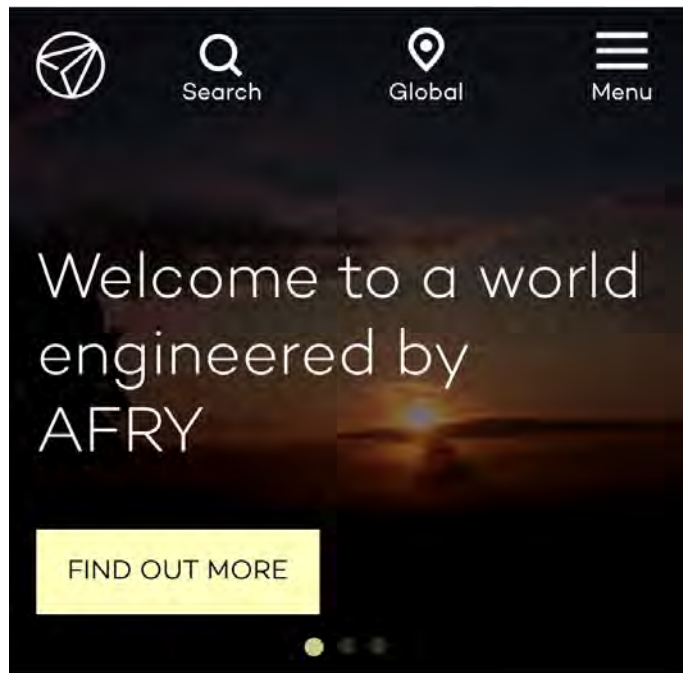 Search
Global
Menu
Welcome to a world
engineered by
AFRY
FIND OUT MORE